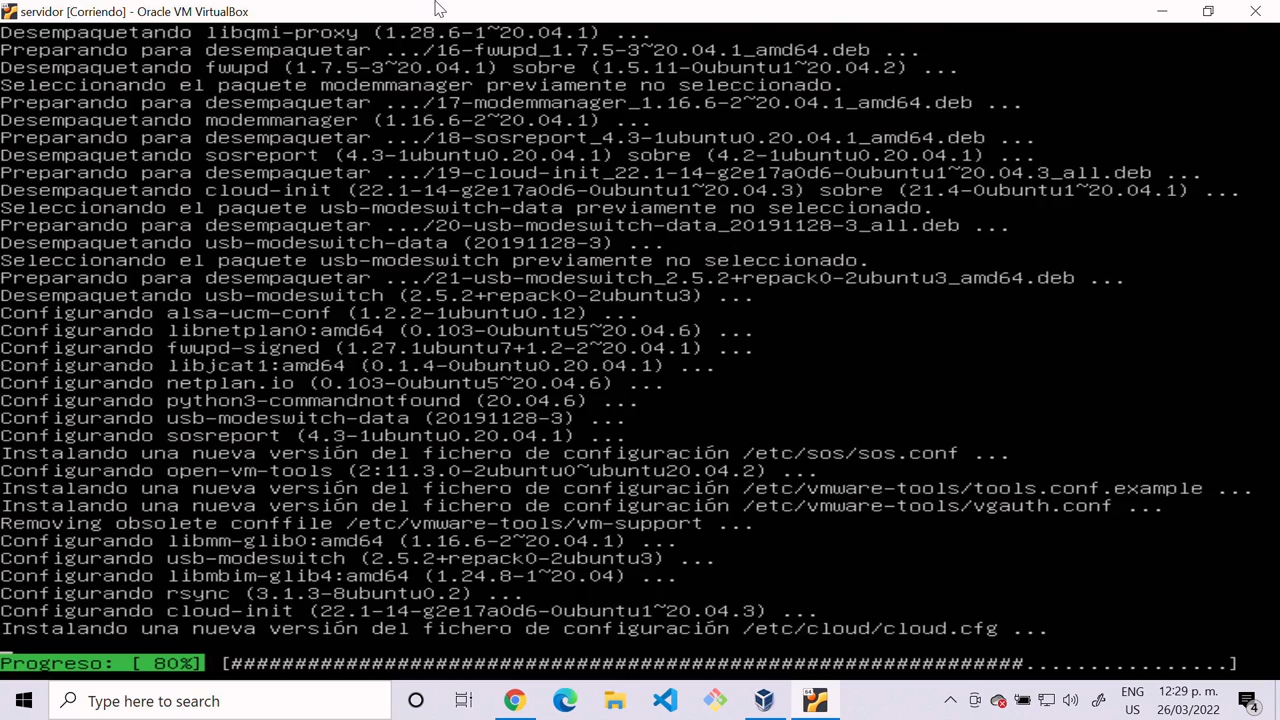 servidor [Corriendo] - Oracle VM VirtualBox
Desempaquetando libqmi-proxy (1.28.6-1~20.04.1) ...
Preparando para desempaquetar .../16-fwupd_1.7.5-3~20.04.1_amd64.deb ...
Desempaquetando fwupd (1.7.5-3~20.04.1) sobre (1.5.11-0ubuntu1~20.04.2) ...
Seleccionando el paquete modemmanager previamente no seleccionado.
Preparando para desempaquetar .../17-modemmanager_1.16.6-2~20.04.1_amd64.deb ...
Desempaquetando modemmanager (1.16.6-2~20.04.1) ...
Preparando para desempaquetar .../18-sosreport_4.3-1ubuntu0.20.04.1_amd64.deb ...
Desempaquetando sosreport (4.3-1ubuntu0.20.04.1) sobre (4.2-1ubuntu0.20.04.1) ...
Preparando para desempaquetar .../19-cloud-init_22.1-14-g2e17a0d6-0ubuntu1~20.04.3_all.deb ...
Desempaquetando cloud-init (22.1-14-g2e17a0d6-0ubuntu1~20.04.3) sobre (21.4-0ubuntu1~20.04.1) ...
Seleccionando el paquete usb-modeswitch-data previamente no seleccionado.
Preparando para desempaquetar .../20-usb-modeswitch-data_20191128-3_all.deb ...
Desempaquetando usb-modeswitch-data (20191128-3) ...
Seleccionando el paquete usb-modeswitch previamente no seleccionado.
Preparando para desempaquetar .../21-usb-modeswitch_2.5.2+repack0-2ubuntu3_amd64.deb ...
Desempaquetando usb-modeswitch (2.5.2+repack0-2ubuntu3) ...
Configurando alsa-ucm-conf (1.2.2-1ubuntu0.12) ...
Configurando libnetplan0:amd64 (0.103-0ubuntu5~20.04.6) ...
Configurando fwupd-signed (1.27.1ubuntu7+1.2-2~20.04.1) ...
Configurando libjcat1:amd64 (0.1.4-0ubuntu0.20.04.1) ...
Configurando netplan.io (0.103-0ubuntu5~20.04.6) ...
Configurando python3-commandnotfound (20.04.6) ...
Configurando usb-modeswitch-data (20191128-3) ...
Configurando sosreport (4.3-1ubuntu0.20.04.1) ...
Instalando una nueva versión del fichero de configuración /etc/sos/sos.conf ...
Configurando open-vm-tools (2:11.3.0-2ubuntu0~ubuntu20.04.2) ...
Instalando una nueva versión del fichero de configuración /etc/vmware-tools/tools.conf.example ...
Instalando una nueva versión del fichero de configuración /etc/vmware-tools/vgauth.conf ...
Removing obsolete conffile /etc/vmware-tools/vm-support ...
Configurando libmm-glib0:amd64 (1.16.6-2~20.04.1) ...
Configurando usb-modeswitch (2.5.2+repack0-2ubuntu3) ...
Configurando libmbim-glib4:amd64 (1.24.8-1~20.04) ...
Configurando rsync (3.1.3-8ubuntu0.2) ...
Configurando cloud-init (22.1-14-g2e17a0d6-0ubuntu1~20.04.3) ...
Instalando una nueva versión del fichero de configuración /etc/cloud/cloud.cfg ...
Progreso: [ 80%] [##############################################################................]
Type here to search
ENG
US
12:29 p. m.
26/03/2022
4